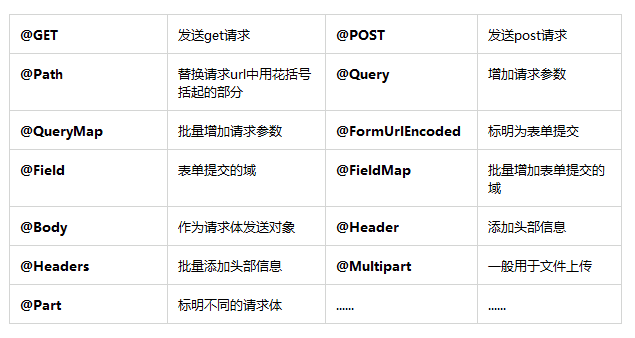 @GET 发送get请求 @POST 发送post请求
@Path 替换请求url中用花括号 @Query 增加请求参数
括起的部分
@QueryMap 批量增加请求参数 @FormUrlEncoded 标明为表单提交
@Field 表单提交的域 @FieldMap 批量增加表单提交的
域
@Body 作为请求体发送对象 @Header 添加头部信息
@Headers 批量添加头部信息 @Multipart 一般用于文件上传
@Part 标明不同的请求体 ...... ......